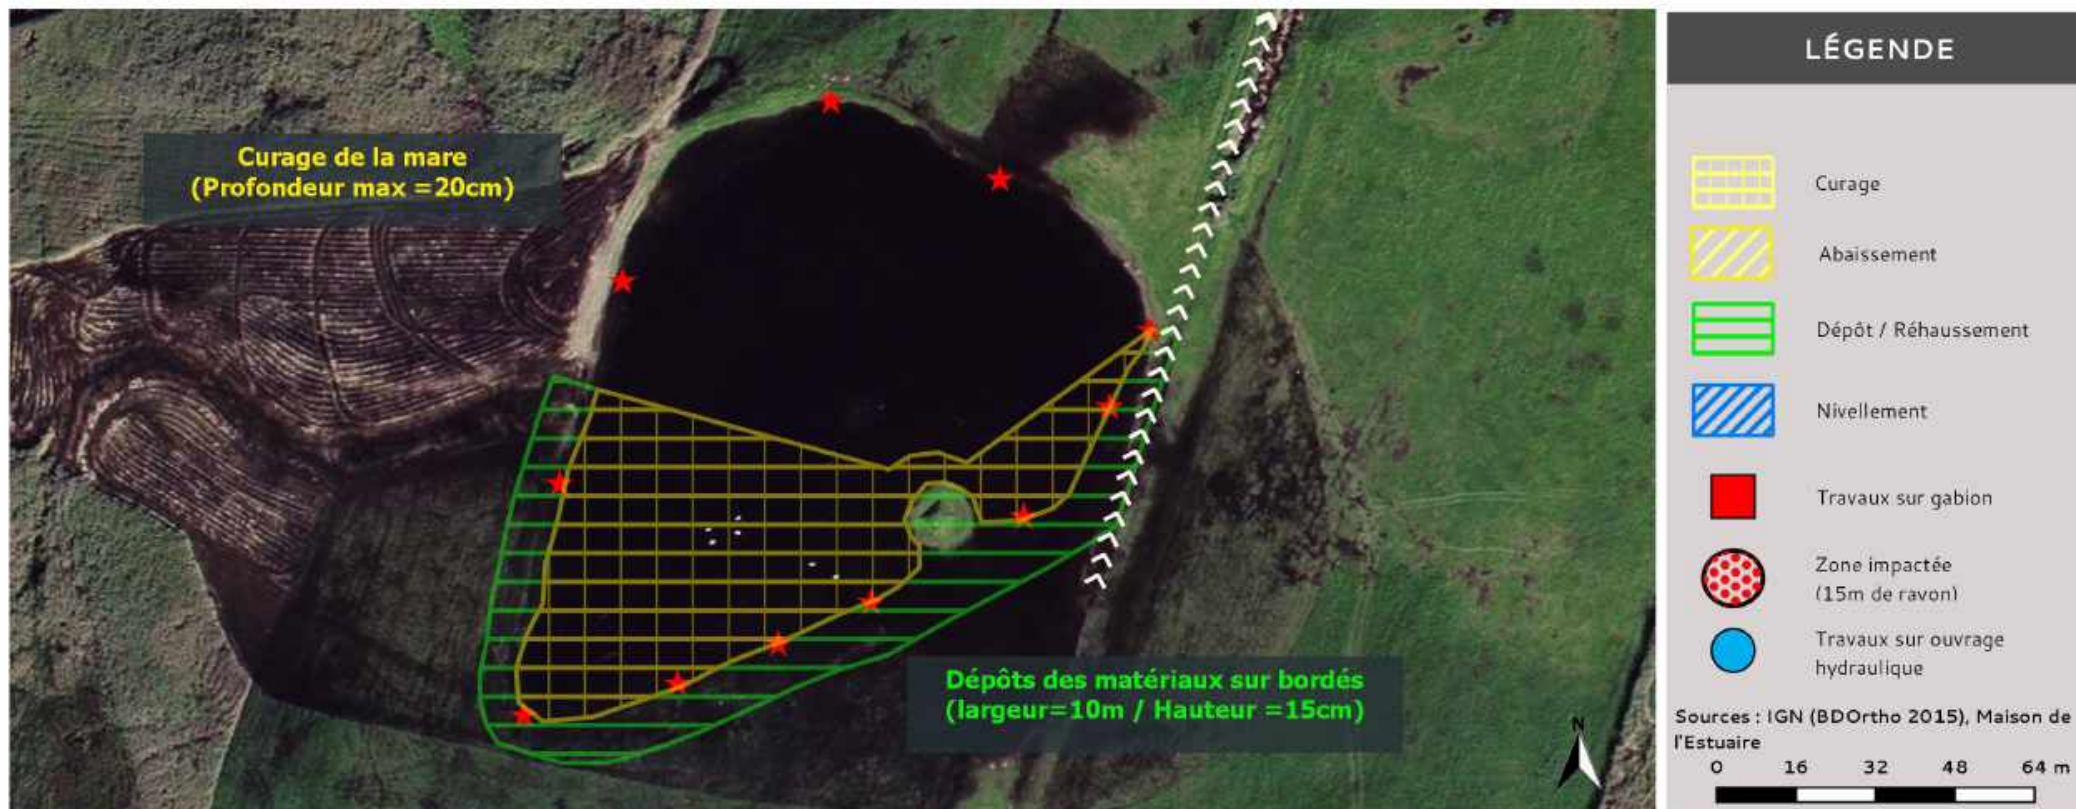 Curage de la mare
(Profondeur max =20cm)
Dépôts des matériaux sur bordés
(largeur=10m / Hauteur =15cm)
N
LÉGENDE
Curage
Abaissement
Dépôt / Réhaussement
Nivellement
Travaux sur gabion
Zone impactée
(15m de rayon)
Travaux sur ouvrage
hydraulique
Sources : IGN (BDOrtho 2015), Maison de
l'Estuaire
0 16 32 48 64 m